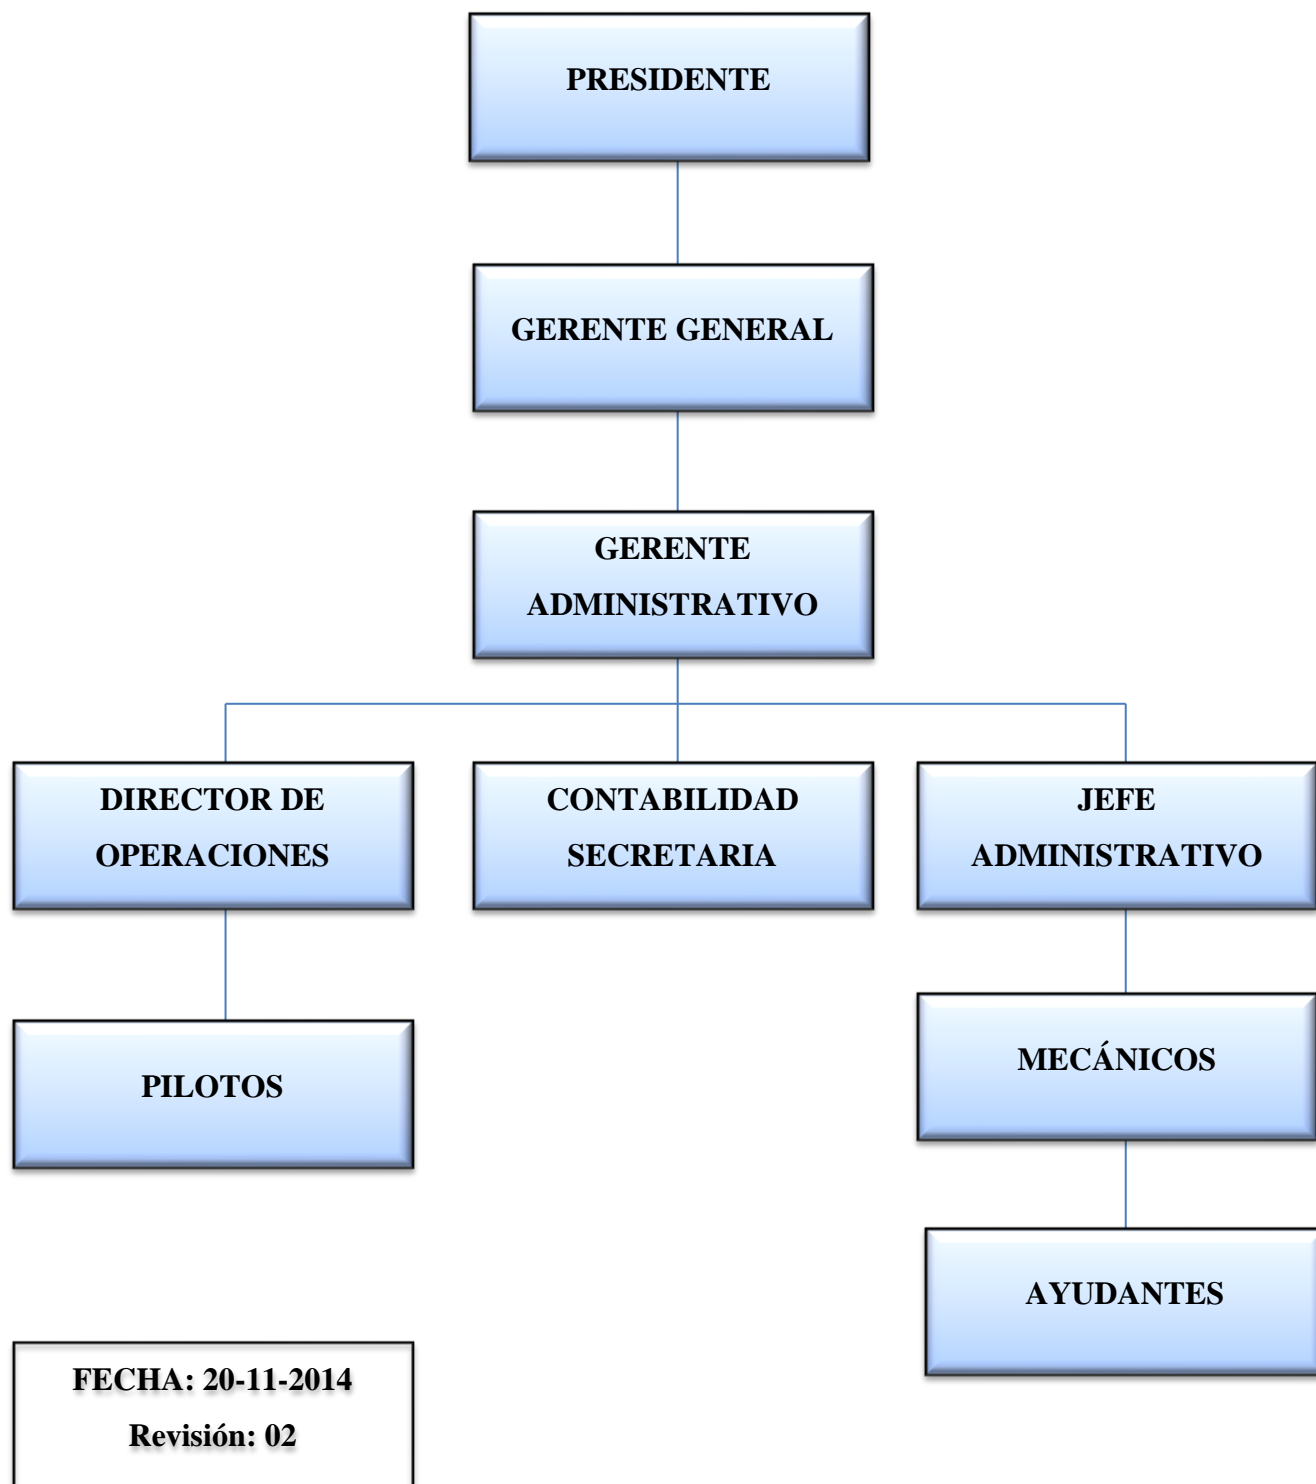 PRESIDENTE
GERENTE GENERAL
GERENTE
ADMINISTRATIVO
DIRECTOR DE
OPERACIONES
CONTABILIDAD
SECRETARIA
JEFE
ADMINISTRATIVO
PILOTOS
MECÁNICOS
AYUDANTES
FECHA: 20-11-2014
Revisión: 02